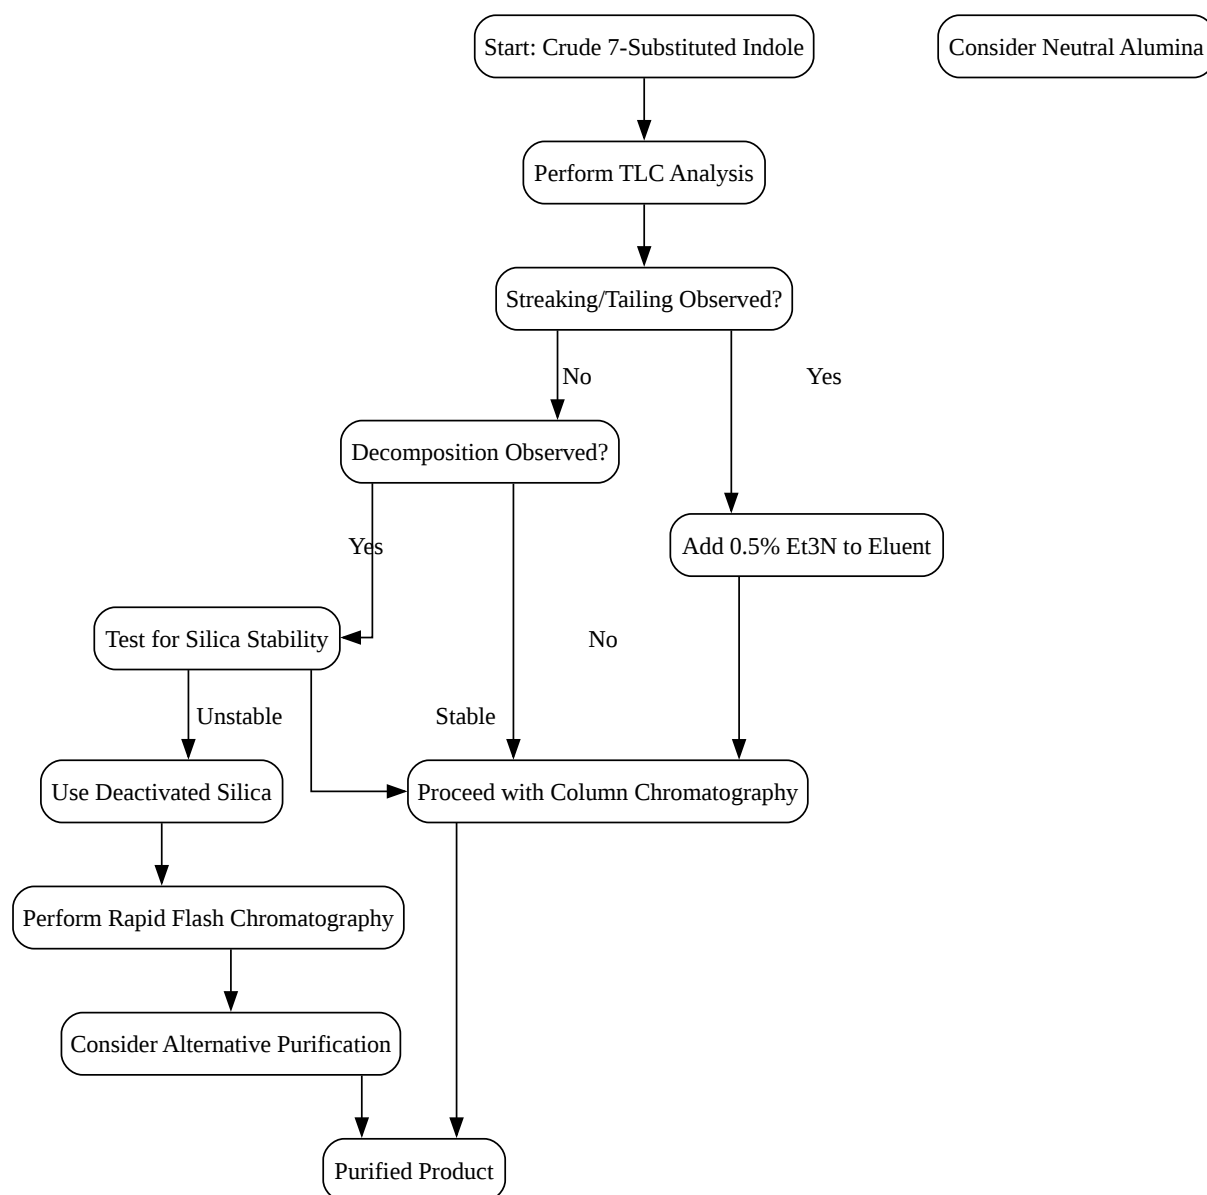 Start: Crude 7-Substituted Indole
Consider Neutral Alumina
Perform TLC Analysis
Streaking/Tailing Observed?
No
Yes
Decomposition Observed?
Yes
Add 0.5% Et3N to Eluent
Test for Silica Stability
No
Unstable
Stable
Use Deactivated Silica
Proceed with Column Chromatography
Perform Rapid Flash Chromatography
Consider Alternative Purification
Purified Product